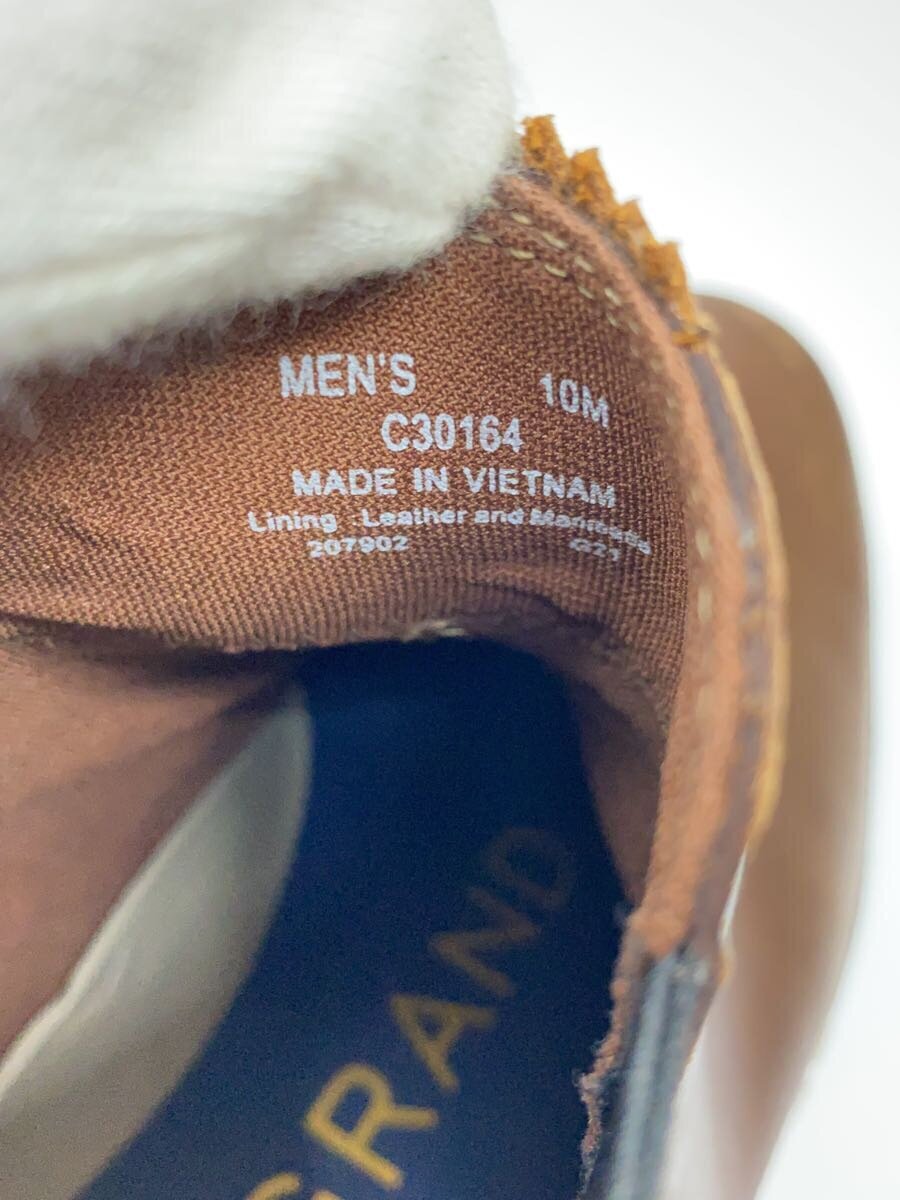 MEN'S 10M
C30164
MADE IN VIETNAM
Lining : Leather and Manmade
207902 G21
GRAND